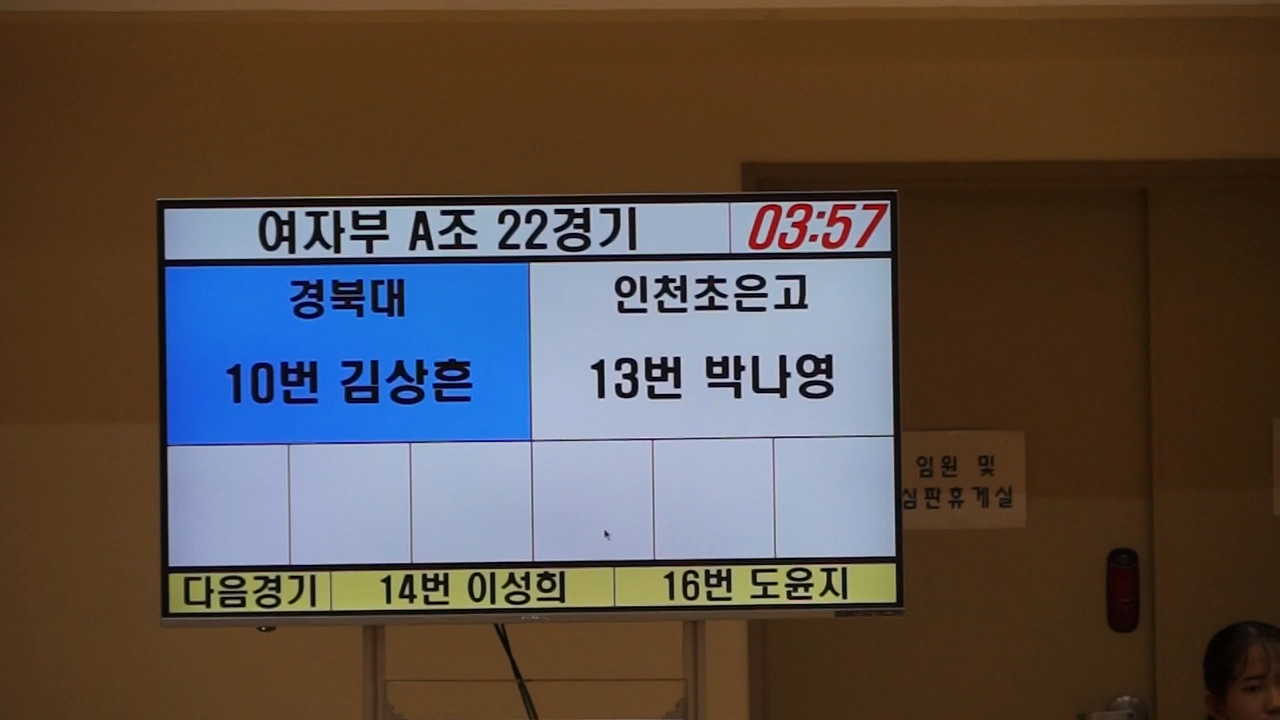 여자부 A조 22경기 03:57
경북대 인천초은고
10번 김상흔 13번 박나영
다음경기 14번 이성희 16번 도윤지
임원 및
심판휴게실